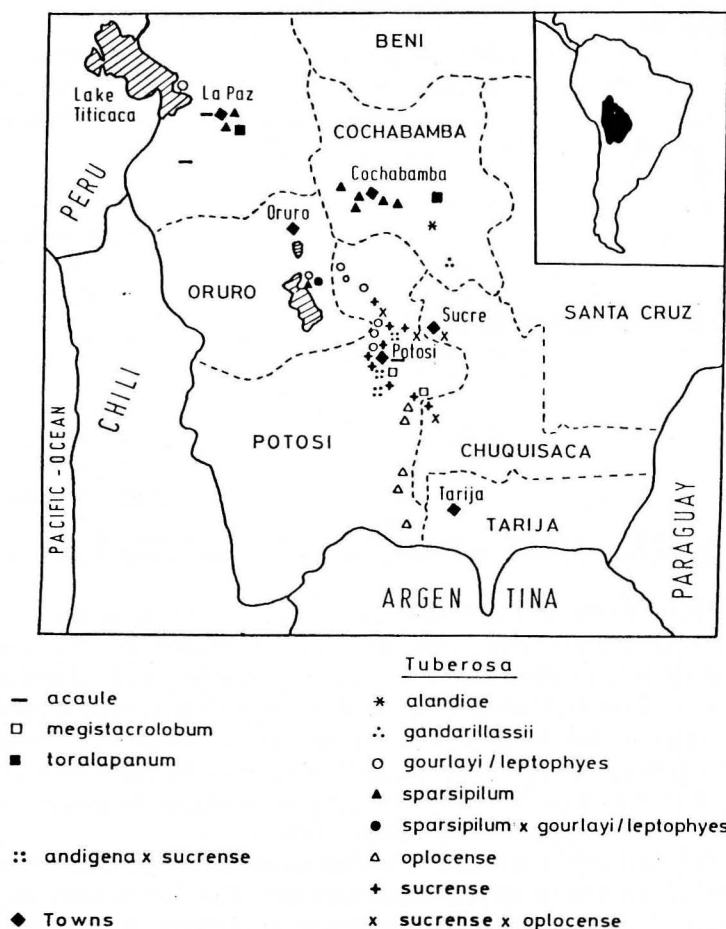 BENI
Lake
Titicaca
La Paz
COCHABAMBA
Cochabamba
PERU
Oruro
ORURO
Sucre
SANTA CRUZ
Potosi
CHILI
POTOSI
CHUQUISACA
PACIFIC-OCEAN
Tarija
TARIJA
PARAGUAY
ARGEN TINA
Tuberosa
– acaule
□ megistacrolobum
■ toralapanum
:: andigena x sucrense
◆ Towns
* alandiae
∴ gandarillassii
○ gourlayi / leptophyes
▲ sparsipilum
● sparsipilum x gourlayi/leptophyes
△ oplocense
+ sucrense
x sucrense x oplocense